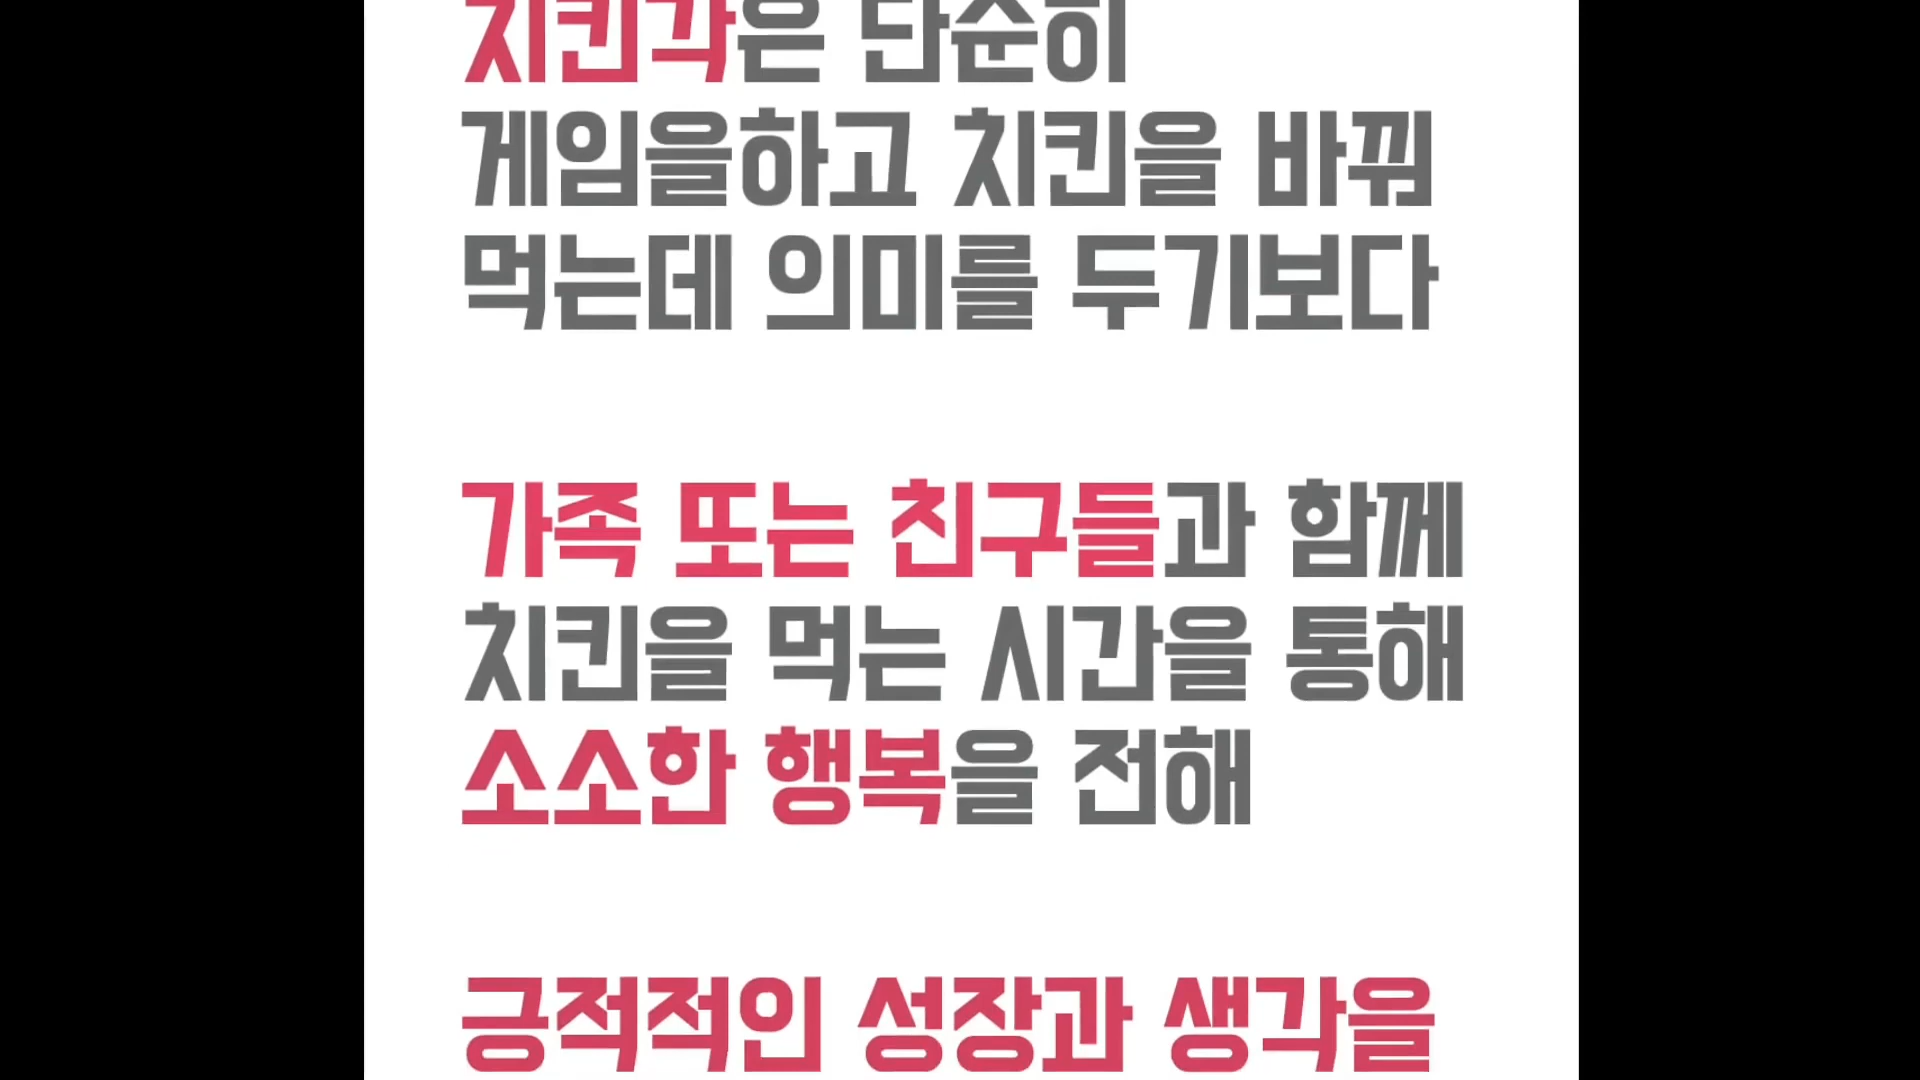 치킨각은 단순히
게임을하고 치킨을 바꿔
먹는데 의미를 두기보다
가족 또는 친구들과 함께
치킨을 먹는 시간을 통해
소소한 행복을 전해
긍적적인 성장과 생각을